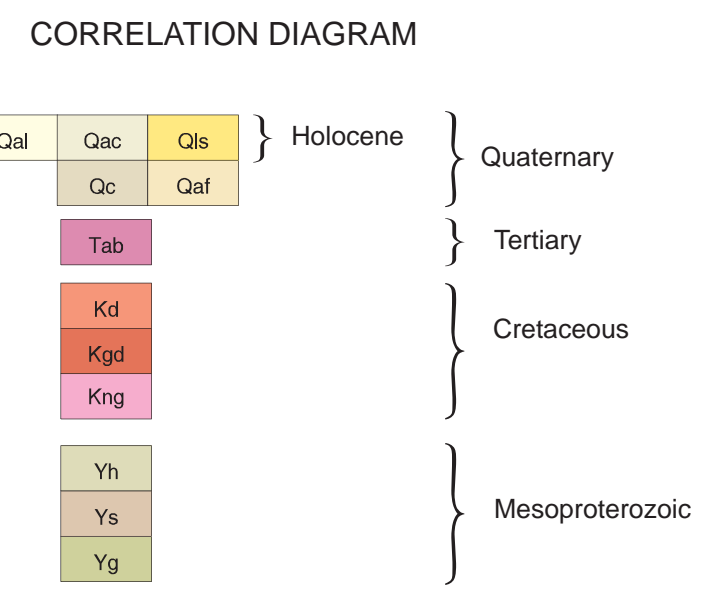 CORRELATION DIAGRAM
Qal Qac Qls Holocene
Quaternary
Qc Qaf
Tab Tertiary
Kd
Cretaceous
Kgd
Kng
Yh
Ys Mesoproterozoic
Yg